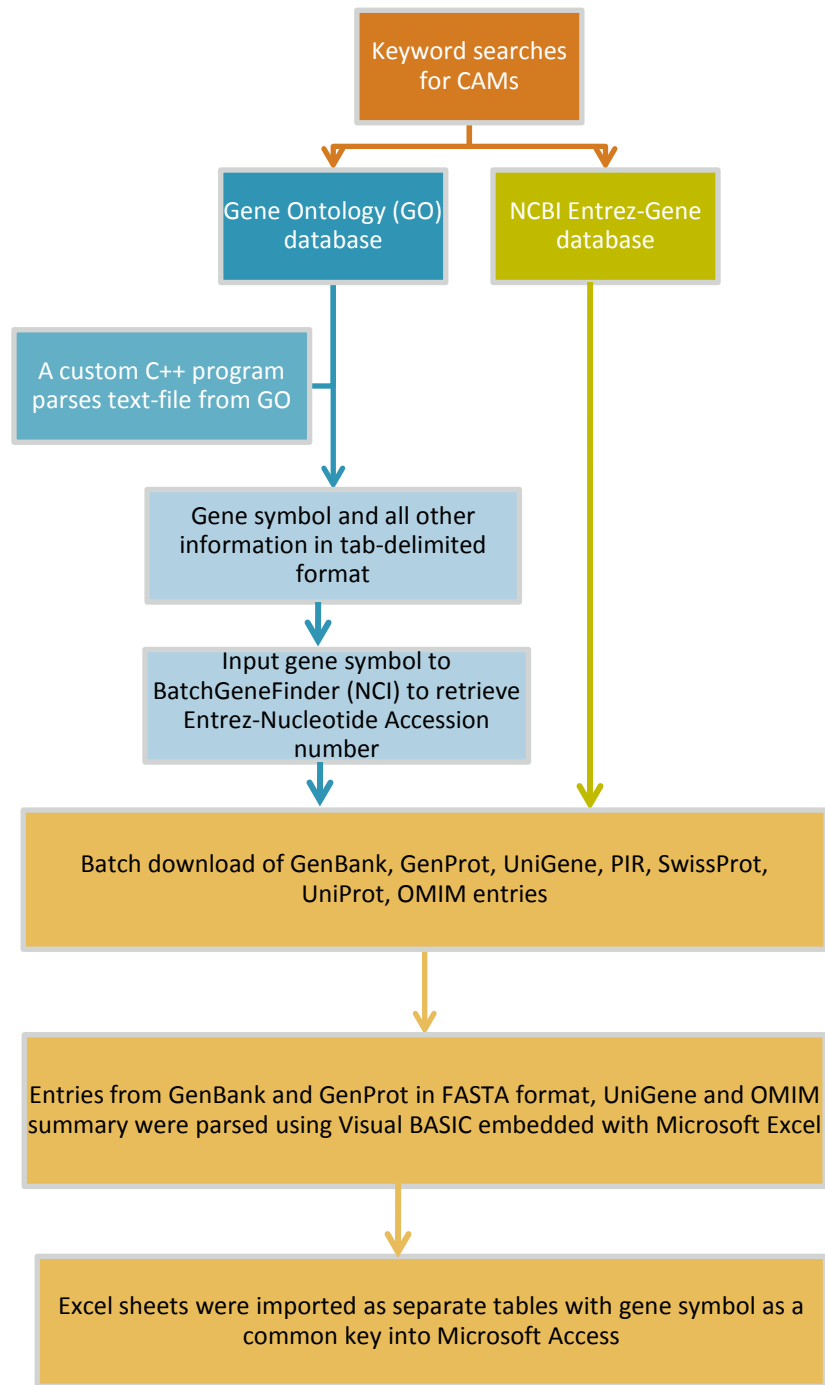 Keyword searches
for CAMs
Gene Ontology (GO)
database
NCBI Entrez-Gene
database
A custom C++ program
parses text-file from GO
Gene symbol and all other
information in tab-delimited
format
Input gene symbol to
BatchGeneFinder (NCI) to retrieve
Entrez-Nucleotide Accession
number
Batch download of GenBank, GenProt, UniGene, PIR, SwissProt,
UniProt, OMIM entries
Entries from GenBank and GenProt in FASTA format, UniGene and OMIM
summary were parsed using Visual BASIC embedded with Microsoft Excel
Excel sheets were imported as separate tables with gene symbol as a
common key into Microsoft Access